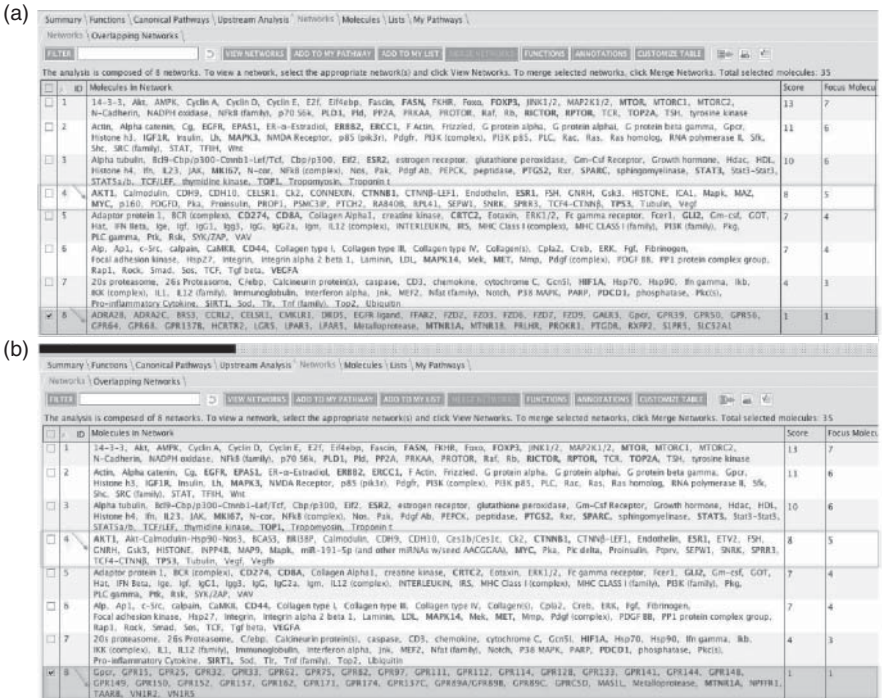 (a)
Summary Functions Canonical Pathways Upstream Analysis Networks Molecules Lists My Pathways
Networks Overlapping Networks
FILTER VIEW NETWORKS ADD TO MY PATHWAY ADD TO MY LIST MERGE NETWORKS FUNCTIONS ANNOTATIONS CUSTOMIZE TABLE
The analysis is composed of 8 networks. To view a network, select the appropriate network(s) and click View Networks. To merge selected networks, click Merge Networks. Total selected molecules: 35
ID Molecules in Network Score Focus Molecu
1 14-3-3, Akt, AMPK, Cyclin A, Cyclin D, Cyclin E, E2f, Eif4ebp, Fascin, FASN, FKHR, Foxo, FOXP3, JINK1/2, MAP2K1/2, MTOR, MTORC1, MTORC2, 13 7
N-Cadherin, NADPH oxidase, NFkB (family), p70 S6k, PLD1, Pld, PP2A, PRKAA, PROTOR, Raf, Rb, RICTOR, RPTOR, TCR, TOP2A, TSH, tyrosine kinase
2 Actin, Alpha catenin, Cg, EGFR, EPAS1, ER-α-Estradiol, ERBB2, ERCC1, F Actin, Frizzled, G protein alpha, G protein alphai, G protein beta gamma, Gpcr, 11 6
Histone h3, IGF1R, Insulin, Lh, MAPK3, NMDA Receptor, p85 (pik3r), Pdgfr, PI3K (complex), PI3K p85, PLC, Rac, Ras, Ras homolog, RNA polymerase II, Sfk,
Shc, SRC (family), STAT, TFIIH, Wnt
3 Alpha tubulin, Bcl9-Cbp/p300-Ctnnb1-Lef/Tcf, Cbp/p300, Eif2, ESR2, estrogen receptor, glutathione peroxidase, Gm-Csf Receptor, Growth hormone, Hdac, HDL, 10 6
Histone h4, Ifn, IL23, JAK, MKI67, N-cor, NFkB (complex), Nos, Pak, Pdgf Ab, PEPCK, peptidase, PTGS2, Rxr, SPARC, sphingomyelinase, STAT3, Stat3-Stat3,
STAT5a/b, TCF/LEF, thymidine kinase, TOP1, Tropomyosin, Troponin t
4 AKT1, Calmodulin, CDH9, CDH10, CELSR1, Ck2, CONNEXIN, CTNNB1, CTNNβ-LEF1, Endothelin, ESR1, FSH, GNRH, Gsk3, HISTONE, ICA1, Mapk, MAZ, 8 5
MYC, p160, PDGFD, Pka, Proinsulin, PROP1, PSMC3IP, PTCH2, RAB40B, RPL41, SEPW1, SNRK, SPRR3, TCF4-CTNNβ, TP53, Tubulin, Vegf
5 Adaptor protein 1, BCR (complex), CD274, CD8A, Collagen Alpha1, creatine kinase, CRTC2, Eotaxin, ERK1/2, Fc gamma receptor, Fcer1, GLI2, Gm-csf, GOT, 7 4
Hat, IFN Beta, Ige, Igf, IgG1, Igg3, IgG, IgG2a, Igm, IL12 (complex), INTERLEUKIN, IRS, MHC Class I (complex), MHC CLASS I (family), PI3K (family), Pkg,
PLC gamma, Ptk, Rsk, SYK/ZAP, VAV
6 Alp, Ap1, c-Src, calpain, CaMKII, CD44, Collagen type I, Collagen type III, Collagen type IV, Collagen(s), Cpla2, Creb, ERK, Fgf, Fibrinogen, 7 4
Focal adhesion kinase, Hsp27, Integrin, Integrin alpha 2 beta 1, Laminin, LDL, MAPK14, Mek, MET, Mmp, Pdgf (complex), PDGF BB, PP1 protein complex group,
Rap1, Rock, Smad, Sos, TCF, Tgf beta, VEGFA
7 20s proteasome, 26s Proteasome, C/ebp, Calcineurin protein(s), caspase, CD3, chemokine, cytochrome C, Gcn5l, HIF1A, Hsp70, Hsp90, Ifn gamma, Ikb, 4 3
IKK (complex), IL1, IL12 (family), Immunoglobulin, Interferon alpha, Jnk, MEF2, Nfat (family), Notch, P38 MAPK, PARP, PDCD1, phosphatase, Pkc(s),
Pro-inflammatory Cytokine, SIRT1, Sod, Tlr, Tnf (family), Top2, Ubiquitin
8 ADRA2B, ADRA2C, BRS3, CCRL2, CELSR1, CMKLR1, DRD5, EGFR ligand, FFAR2, FZD2, FZD3, FZD6, FZD7, FZD9, GALR3, Gpcr, GPR39, GPR50, GPR56, 1 1
GPR64, GPR68, GPR137B, HCRTR2, LGR5, LPAR3, LPAR5, Metalloprotease, MTNR1A, MTNR1B, PRLHR, PROKR1, PTGDR, RXFP2, SLPR5, SLC52A1
(b)
Summary Functions Canonical Pathways Upstream Analysis Networks Molecules Lists My Pathways
Networks Overlapping Networks
FILTER VIEW NETWORKS ADD TO MY PATHWAY ADD TO MY LIST MERGE NETWORKS FUNCTIONS ANNOTATIONS CUSTOMIZE TABLE
The analysis is composed of 8 networks. To view a network, select the appropriate network(s) and click View Networks. To merge selected networks, click Merge Networks. Total selected molecules: 35
ID Molecules in Network Score Focus Molecu
1 14-3-3, Akt, AMPK, Cyclin A, Cyclin D, Cyclin E, E2f, Eif4ebp, Fascin, FASN, FKHR, Foxo, FOXP3, JINK1/2, MAP2K1/2, MTOR, MTORC1, MTORC2, 13 7
N-Cadherin, NADPH oxidase, NFkB (family), p70 S6k, PLD1, Pld, PP2A, PRKAA, PROTOR, Raf, Rb, RICTOR, RPTOR, TCR, TOP2A, TSH, tyrosine kinase
2 Actin, Alpha catenin, Cg, EGFR, EPAS1, ER-α-Estradiol, ERBB2, ERCC1, F Actin, Frizzled, G protein alpha, G protein alphai, G protein beta gamma, Gpcr, 6
Histone h3, IGF1R, Insulin, Lh, MAPK3, NMDA Receptor, p85 (pik3r), Pdgfr, PI3K (complex), PI3K p85, PLC, Rac, Ras, Ras homolog, RNA polymerase II, Sfk,
Shc, SRC (family), STAT, TFIIH, Wnt
3 Alpha tubulin, Bcl9-Cbp/p300-Ctnnb1-Lef/Tcf, Cbp/p300, Eif2, ESR2, estrogen receptor, glutathione peroxidase, Gm-Csf Receptor, Growth hormone, Hdac, HDL, 10 6
Histone h4, Ifn, IL23, JAK, MKI67, N-cor, NFkB (complex), Nos, Pak, Pdgf Ab, PEPCK, peptidase, PTGS2, Rxr, SPARC, sphingomyelinase, STAT3, Stat3-Stat3,
STAT5a/b, TCF/LEF, thymidine kinase, TOP1, Tropomyosin, Troponin t
4 AKT1, Akt-Calmodulin-Hsp90-Nos3, BCAS3, BRI3BP, Calmodulin, CDH9, CDH10, Ces1b/Ces1c, Ck2, CTNNB1, CTNNβ-LEF1, Endothelin, ESR1, ETV2, FSH, 8 5
GNRH, Gsk3, HISTONE, INPP4B, MAP9, Mapk, miR-191-5p (and other miRNAs w/seed AACGGAA), MYC, Pka, Plc delta, Proinsulin, Ptprv, SEPW1, SNRK, SPRR3,
TCF4-CTNNβ, TP53, Tubulin, Vegf, Vegfb
5 Adaptor protein 1, BCR (complex), CD274, CD8A, Collagen Alpha1, creatine kinase, CRTC2, Eotaxin, ERK1/2, Fc gamma receptor, Fcer1, GLI2, Gm-csf, GOT, 7 4
Hat, IFN Beta, Ige, Igf, IgG1, Igg3, IgG, IgG2a, Igm, IL12 (complex), INTERLEUKIN, IRS, MHC Class I (complex), MHC CLASS I (family), PI3K (family), Pkg,
PLC gamma, Ptk, Rsk, SYK/ZAP, VAV
6 Alp, Ap1, c-Src, calpain, CaMKII, CD44, Collagen type I, Collagen type III, Collagen type IV, Collagen(s), Cpla2, Creb, ERK, Fgf, Fibrinogen, 7 4
Focal adhesion kinase, Hsp27, Integrin, Integrin alpha 2 beta 1, Laminin, LDL, MAPK14, Mek, MET, Mmp, Pdgf (complex), PDGF BB, PP1 protein complex group,
Rap1, Rock, Smad, Sos, TCF, Tgf beta, VEGFA
7 20s proteasome, 26s Proteasome, C/ebp, Calcineurin protein(s), caspase, CD3, chemokine, cytochrome C, Gcn5l, HIF1A, Hsp70, Hsp90, Ifn gamma, Ikb, 4 3
IKK (complex), IL1, IL12 (family), Immunoglobulin, Interferon alpha, Jnk, MEF2, Nfat (family), Notch, P38 MAPK, PARP, PDCD1, phosphatase, Pkc(s),
Pro-inflammatory Cytokine, SIRT1, Sod, Tlr, Tnf (family), Top2, Ubiquitin
8 Gpcr, GPR15, GPR25, GPR32, GPR33, GPR62, GPR75, GPR82, GPR97, GPR111, GPR112, GPR114, GPR128, GPR133, GPR141, GPR144, GPR148, 1 1
GPR149, GPR150, GPR152, GPR157, GPR162, GPR171, GPR174, GPR137C, GPR89A/GPR89B, GPR89C, GPRC5D, MAS1L, Metalloprotease, MTNR1A, NPFFR1,
TAAR8, VN1R2, VN1R5